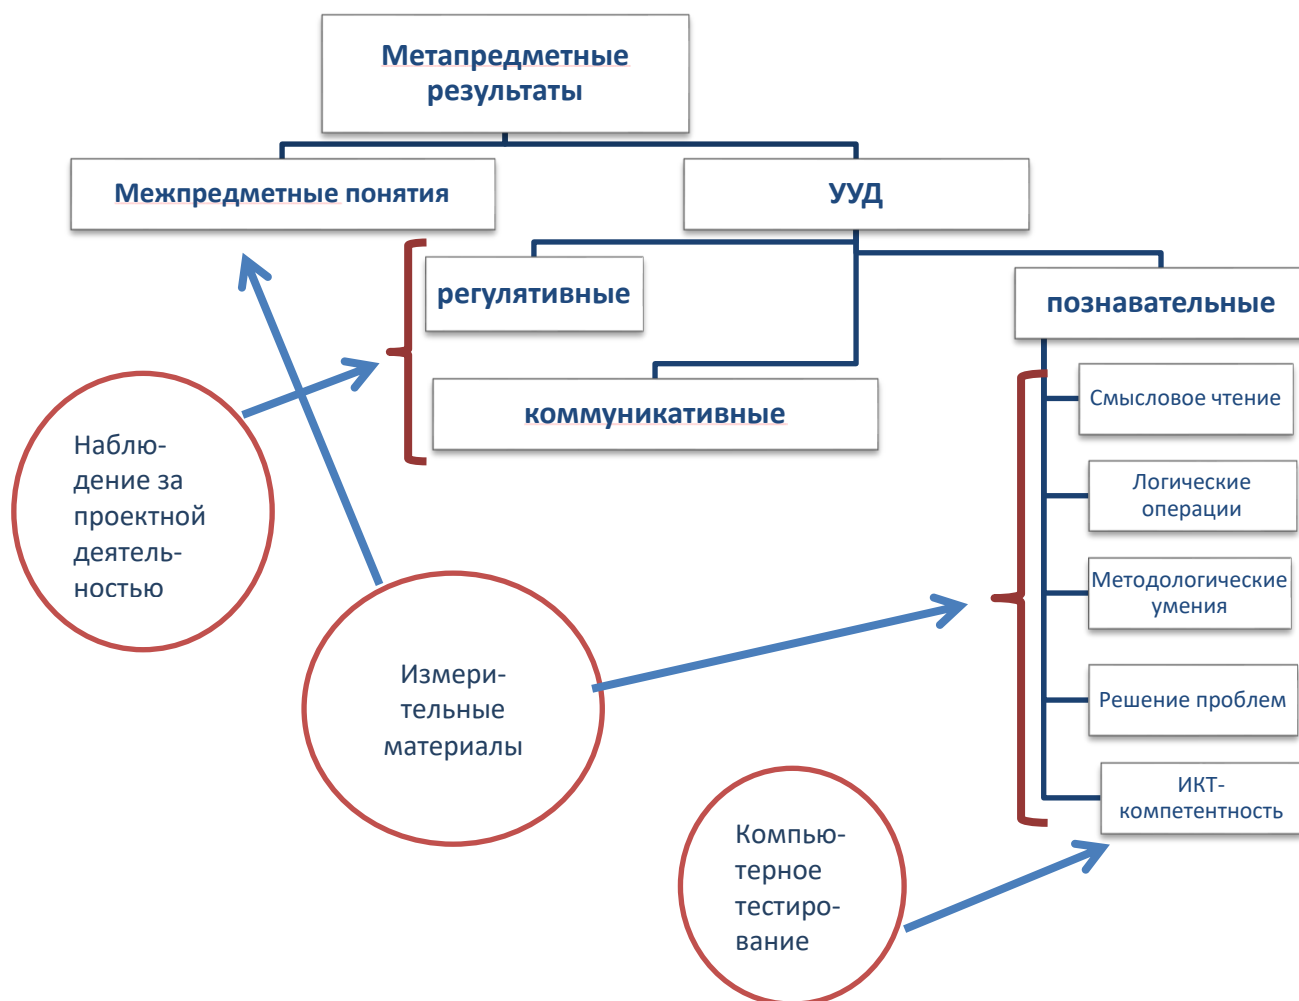 Метапредметные
результаты
Межпредметные понятия
УУД
регулятивные
познавательные
коммуникативные
Смысловое чтение
Логические
операции
Методологические
умения
Решение проблем
ИКТ-
компетентность
Наблю-
дение за
проектной
деятель-
ностью
Измери-
тельные
материалы
Компью-
терное
тестиро-
вание